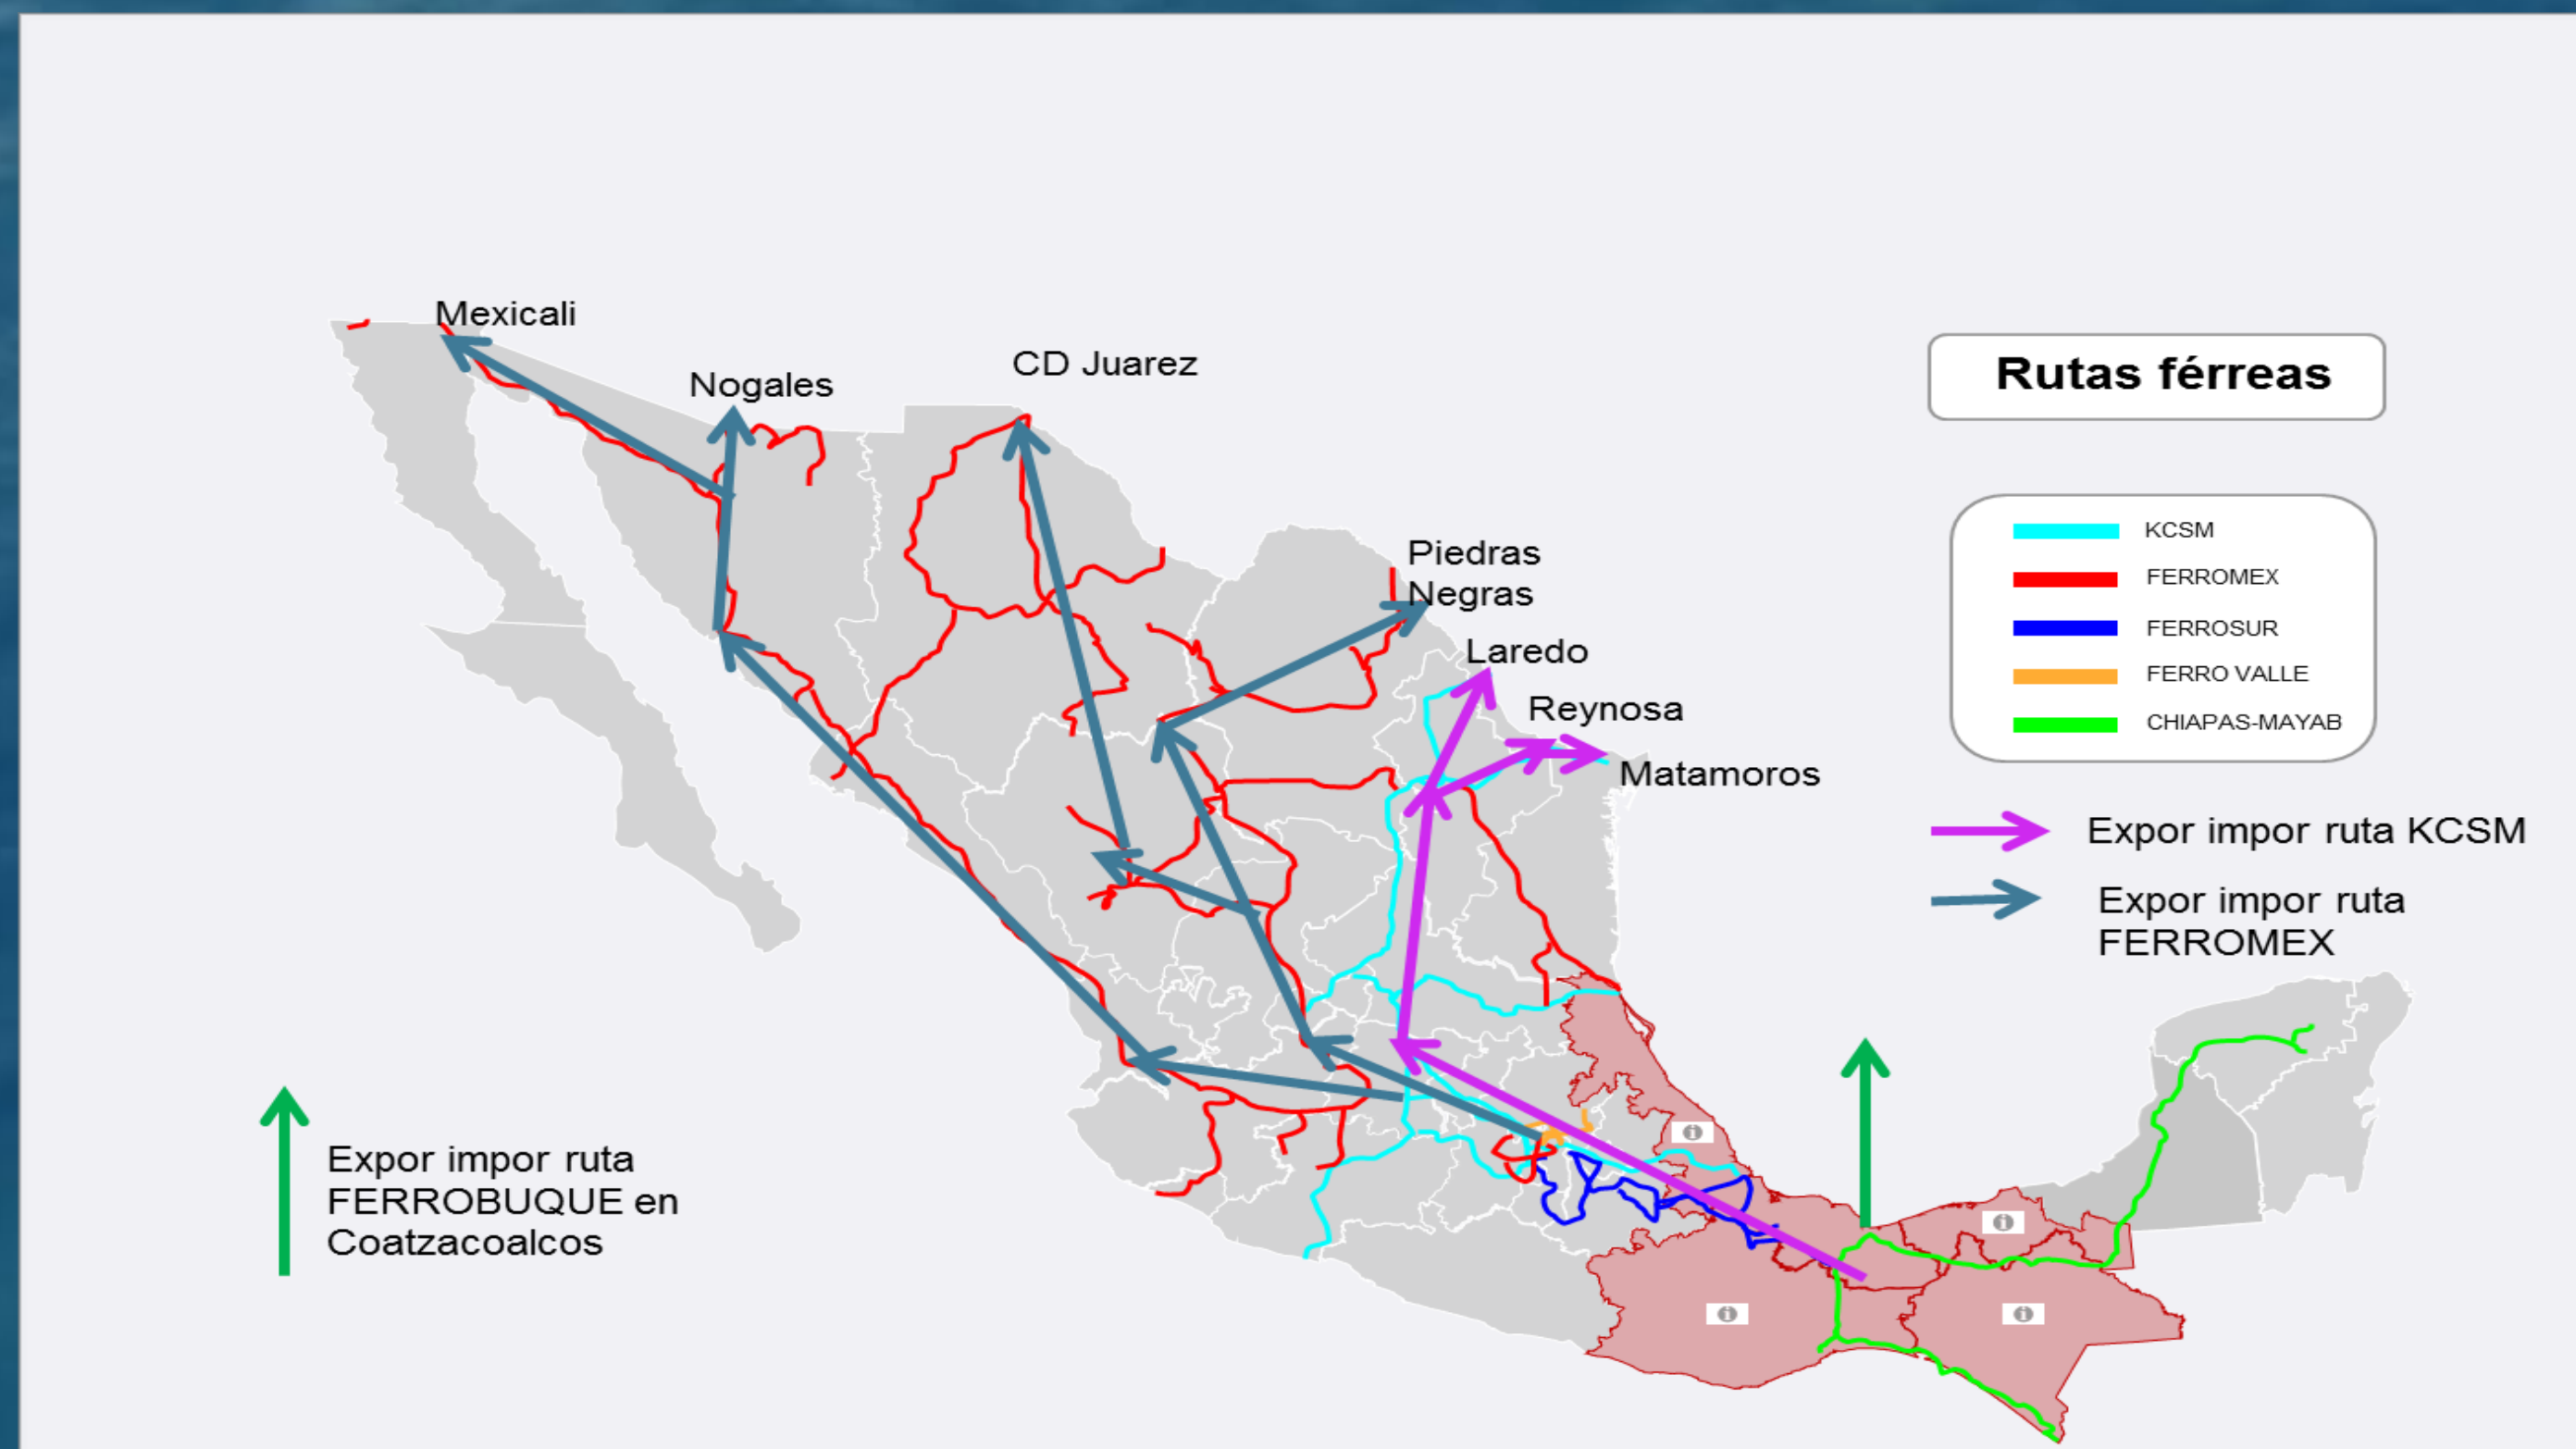 Mexicali
Nogales
CD Juarez
Piedras
Negras
Laredo
Reynosa
Matamoros
Rutas férreas
KCSM
FERROMEX
FERROSUR
FERRO VALLE
CHIAPAS-MAYAB
Expor impor ruta KCSM
Expor impor ruta
FERROMEX
Expor impor ruta
FERROBUQUE en
Coatzacoalcos